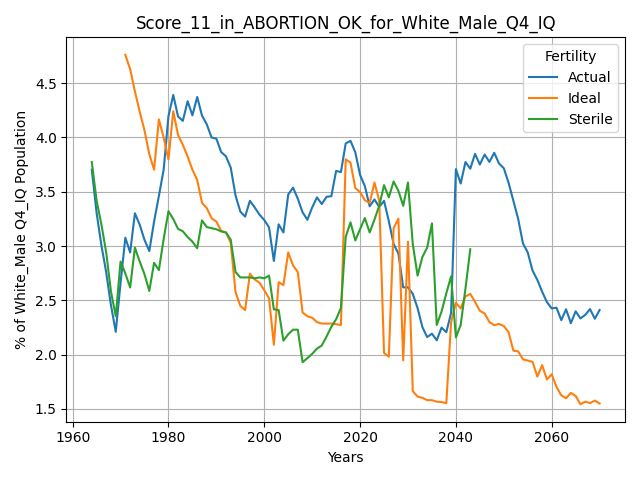 Score_11_in_ABORTION_OK_for_White_Male_Q4_IQ
Fertility
Actual
Ideal
Sterile
% of White_Male Q4_IQ Population
4.5
4.0
3.5
3.0
2.5
2.0
1.5
1960 1980 2000 2020 2040 2060
Years